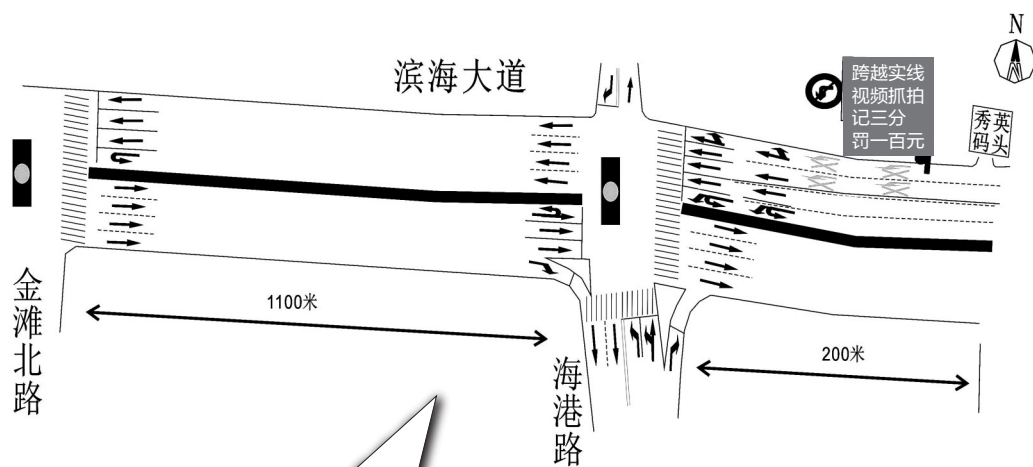 滨海大道
N
跨越实线
视频抓拍
记三分
罚一百元
秀英
码头
金滩北路
1100米
海港路
200米